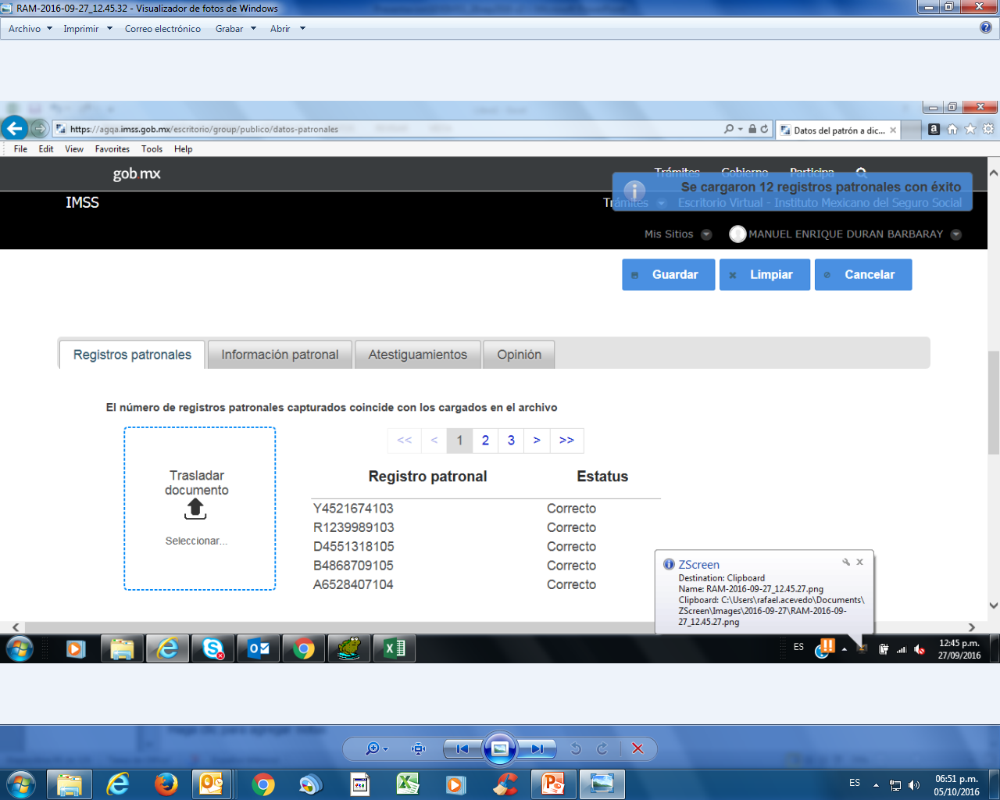 RAM-2016-09-27_12.45.32 - Visualizador de fotos de Windows
Archivo Imprimir Correo electrónico Grabar Abrir
https://agqa.imss.gob.mx/escritorio/group/publico/datos-patronales
Datos del patrón a dic...
File Edit View Favorites Tools Help
gob.mx
Trámites Gobierno Participa
Se cargaron 12 registros patronales con éxito
IMSS
Trámites Escritorio Virtual - Instituto Mexicano del Seguro Social
Mis Sitios MANUEL ENRIQUE DURAN BARBARAY
Guardar Limpiar Cancelar
Registros patronales Información patronal Atestiguamientos Opinión
El número de registros patronales capturados coincide con los cargados en el archivo
<< < 1 2 3 > >>
Trasladar
documento
Seleccionar...
Registro patronal Estatus
Y4521674103 Correcto
R1239989103 Correcto
D4551318105 Correcto
B4868709105 Correcto
A6528407104 Correcto
ZScreen
Destination: Clipboard
Name: RAM-2016-09-27_12.45.27.png
Clipboard: C:\Users\rafael.acevedo\Documents\
ZScreen\Images\2016-09-27\RAM-2016-09-
27_12.45.27.png
ES
12:45 p.m.
27/09/2016
ES
06:51 p.m.
05/10/2016